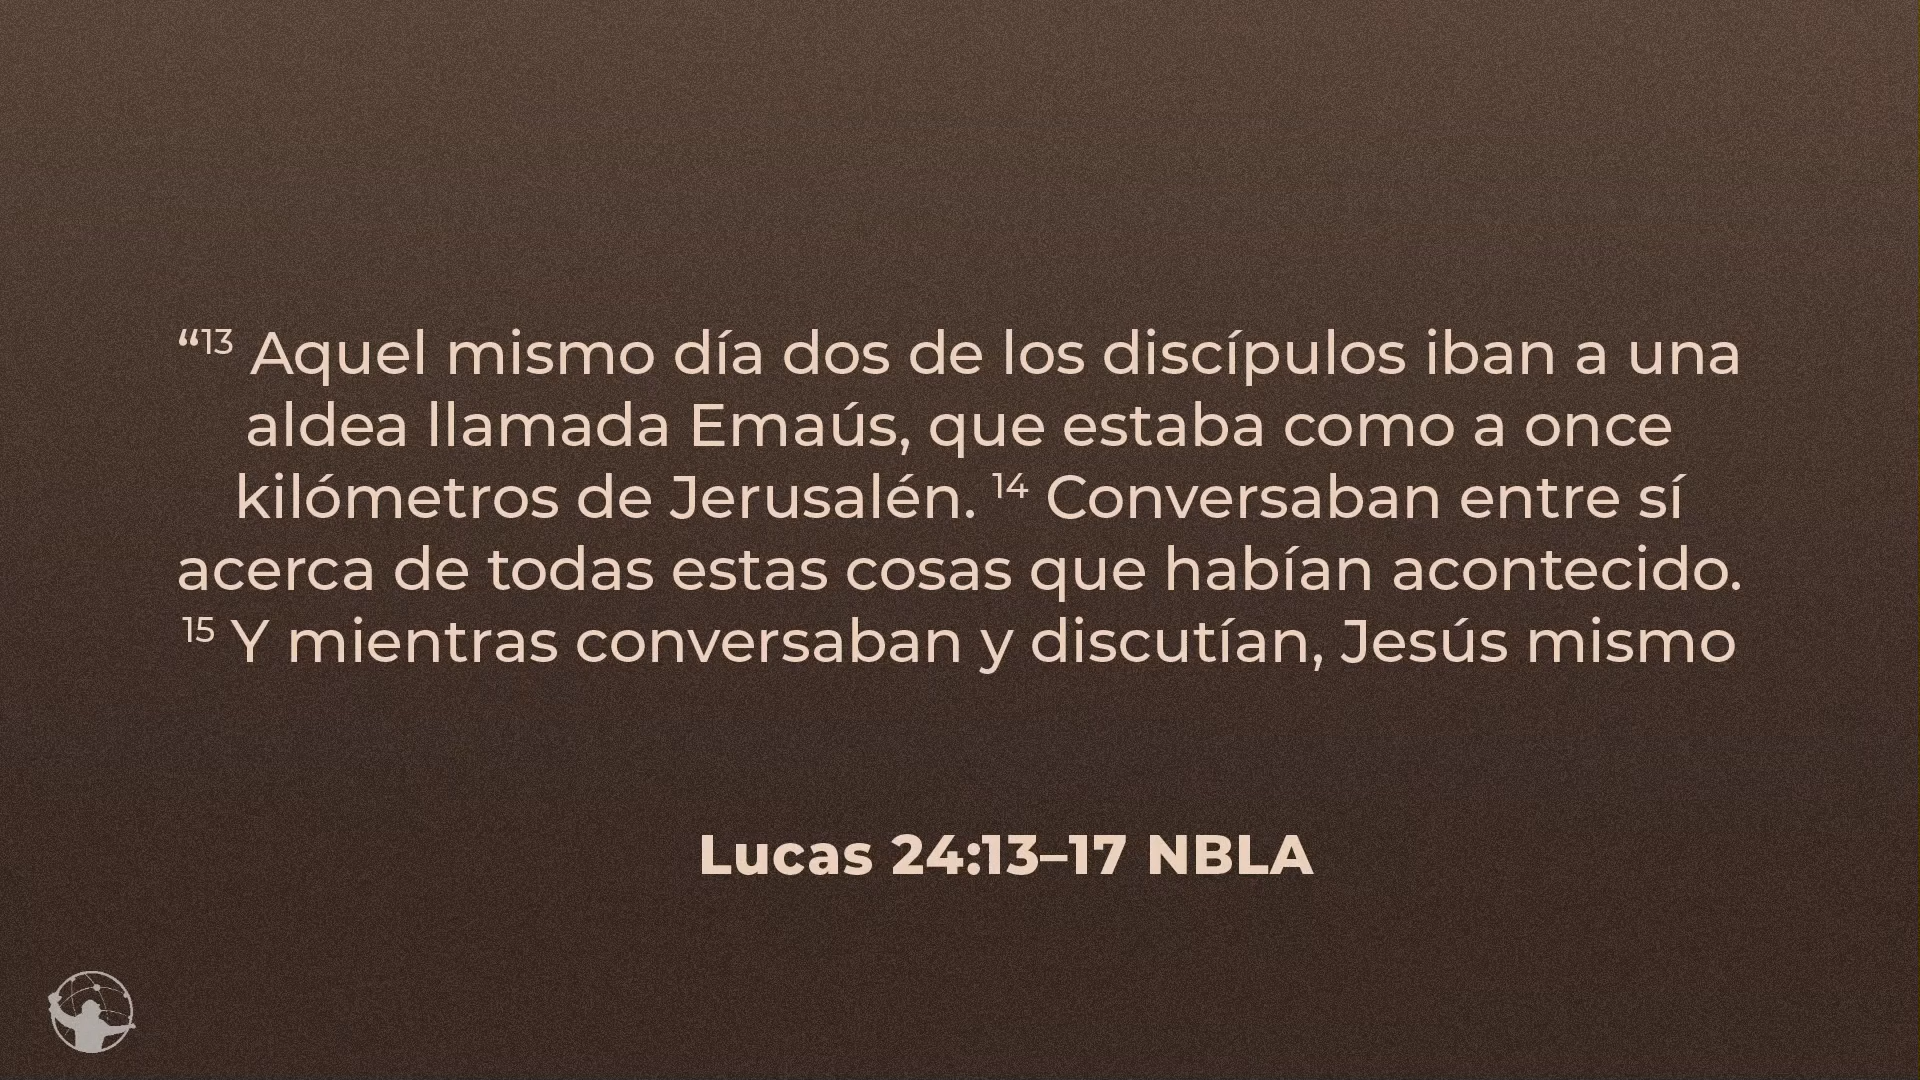 “13 Aquel mismo día dos de los discípulos iban a una
aldea llamada Emaús, que estaba como a once
kilómetros de Jerusalén. 14 Conversaban entre sí
acerca de todas estas cosas que habían acontecido.
15 Y mientras conversaban y discutían, Jesús mismo
Lucas 24:13–17 NBLA